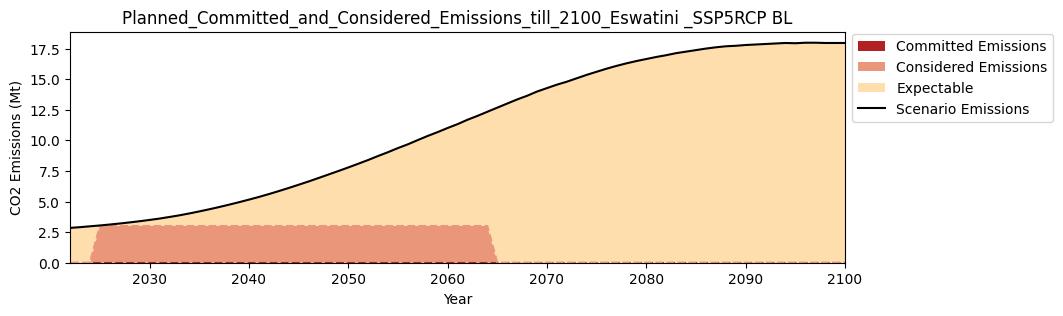 Planned_Committed_and_Considered_Emissions_till_2100_Eswatini _SSP5RCP BL
CO2 Emissions (Mt)
17.5
15.0
12.5
10.0
7.5
5.0
2.5
0.0
2030 2040 2050 2060 2070 2080 2090 2100
Year
Committed Emissions
Considered Emissions
Expectable
Scenario Emissions